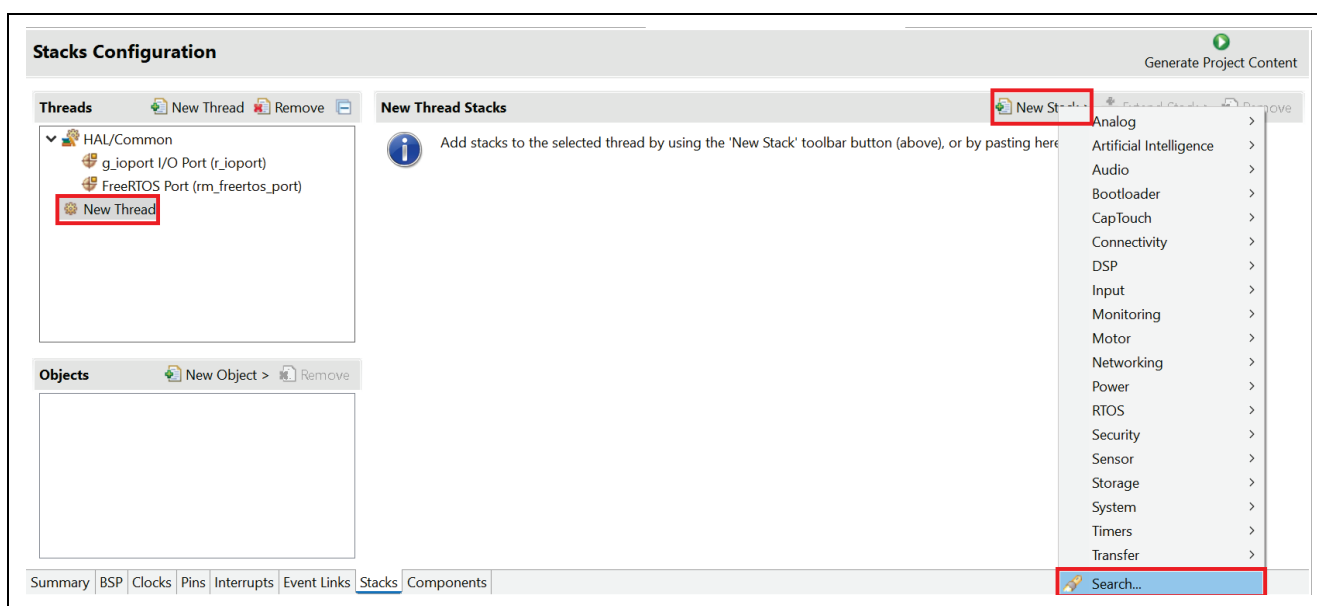 Stacks Configuration
Generate Project Content
Threads New Thread Remove
HAL/Common
g_ioport I/O Port (r_ioport)
FreeRTOS Port (rm_freertos_port)
New Thread
Objects New Object > Remove
New Thread Stacks New
Add stacks to the selected thread by using the 'New Stack' toolbar button (above), or by pasting here
Analog >
Artificial Intelligence >
Audio >
Bootloader >
CapTouch >
Connectivity >
DSP >
Input >
Monitoring >
Motor >
Networking >
Power >
RTOS >
Security >
Sensor >
Storage >
System >
Timers >
Transfer >
Search...
Summary BSP Clocks Pins Interrupts Event Links Stacks Components